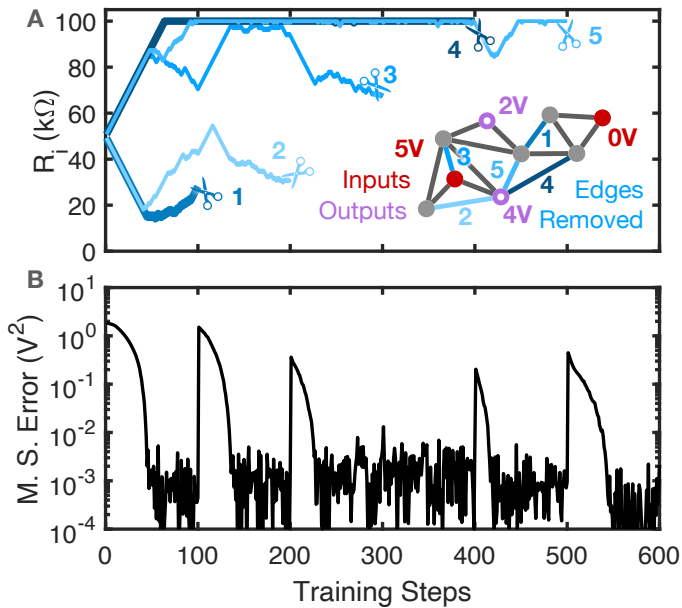 A
100
80
60
40
20
0
R_i (kΩ)
1
2
3
4
5
2V
5V
0V
4V
1
2
3
4
5
Inputs
Outputs
Edges
Removed
B
10^1
10^0
10^-1
10^-2
10^-3
10^-4
M. S. Error (V^2)
0 100 200 300 400 500 600
Training Steps